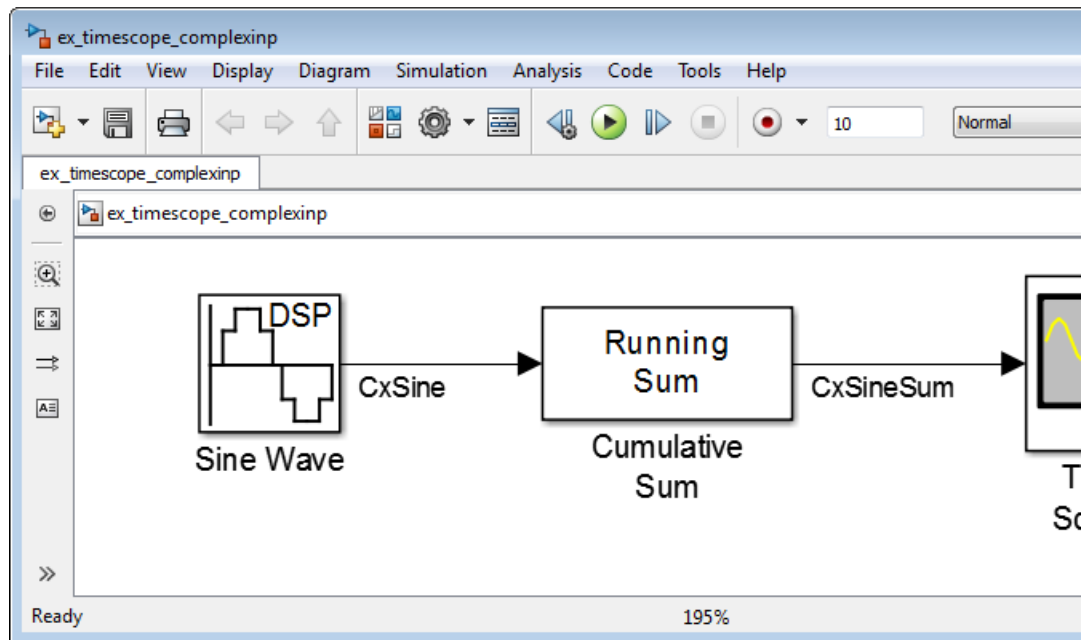 ex_timescope_complexinp
File Edit View Display Diagram Simulation Analysis Code Tools Help
10 Normal
ex_timescope_complexinp
ex_timescope_complexinp
DSP
Running
Sum
CxSine
CxSineSum
Sine Wave
Cumulative
Sum
Ready 195%